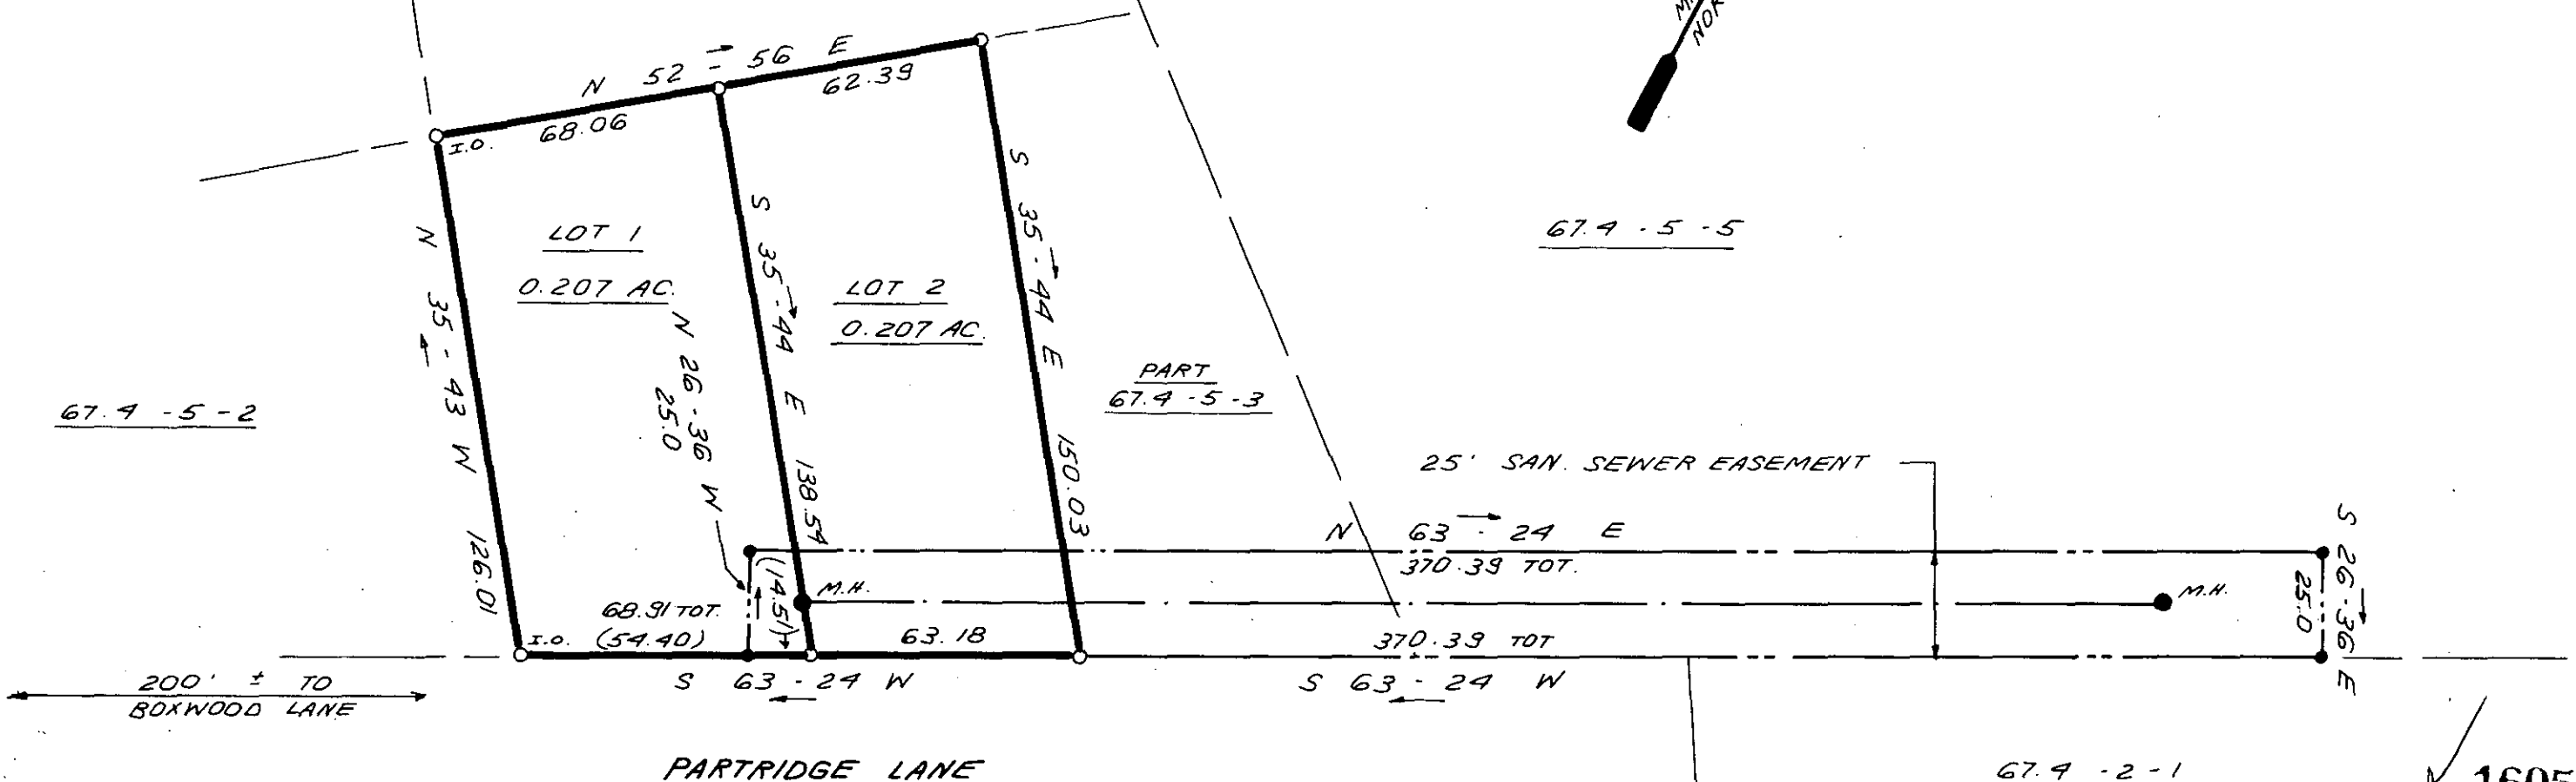 N 52 - 56 E
68.06
62.39
I.O.
NOR
LOT 1
0.207 AC.
LOT 2
0.207 AC.
N 35 - 43 W 126.01
S 35 - 44 E 138.54
S 35 - 44 E 150.03
N 26 - 36 W
25.0
67.4 - 5 - 5
67.4 - 5 - 2
PART
67.4 - 5 - 3
25' SAN. SEWER EASEMENT
N 63 - 24 E
370.39 TOT.
S 26 - 36 E
25.0
M.H.
M.H.
(14.51)
68.91 TOT.
I.O. (54.40)
63.18
370.39 TOT
S 63 - 24 W
S 63 - 24 W
200' ± TO
BOXWOOD LANE
PARTRIDGE LANE
67.4 - 2 - 1